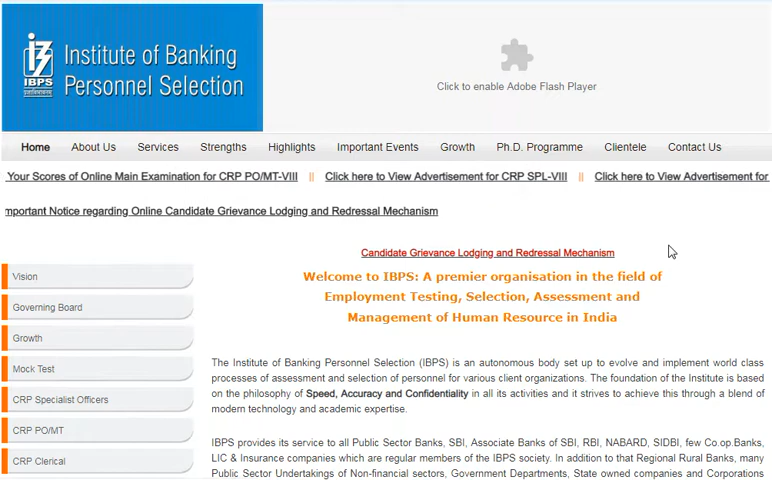 Institute of Banking
Personnel Selection
IBPS
Click to enable Adobe Flash Player
Home About Us Services Strengths Highlights Important Events Growth Ph.D. Programme Clientele Contact Us
Your Scores of Online Main Examination for CRP PO/MT-VIII || Click here to View Advertisement for CRP SPL-VIII || Click here to View Advertisement for
mportant Notice regarding Online Candidate Grievance Lodging and Redressal Mechanism
Candidate Grievance Lodging and Redressal Mechanism
Welcome to IBPS: A premier organisation in the field of
Employment Testing, Selection, Assessment and
Management of Human Resource in India
Vision
Governing Board
Growth
Mock Test
CRP Specialist Officers
CRP PO/MT
CRP Clerical
The Institute of Banking Personnel Selection (IBPS) is an autonomous body set up to evolve and implement world class
processes of assessment and selection of personnel for various client organizations. The foundation of the Institute is based
on the philosophy of Speed, Accuracy and Confidentiality in all its activities and it strives to achieve this through a blend of
modern technology and academic expertise.
IBPS provides its service to all Public Sector Banks, SBI, Associate Banks of SBI, RBI, NABARD, SIDBI, few Co.op.Banks,
LIC & Insurance companies which are regular members of the IBPS society. In addition to that Regional Rural Banks, many
Public Sector Undertakings of Non-financial sectors, Government Departments, State owned companies and Corporations